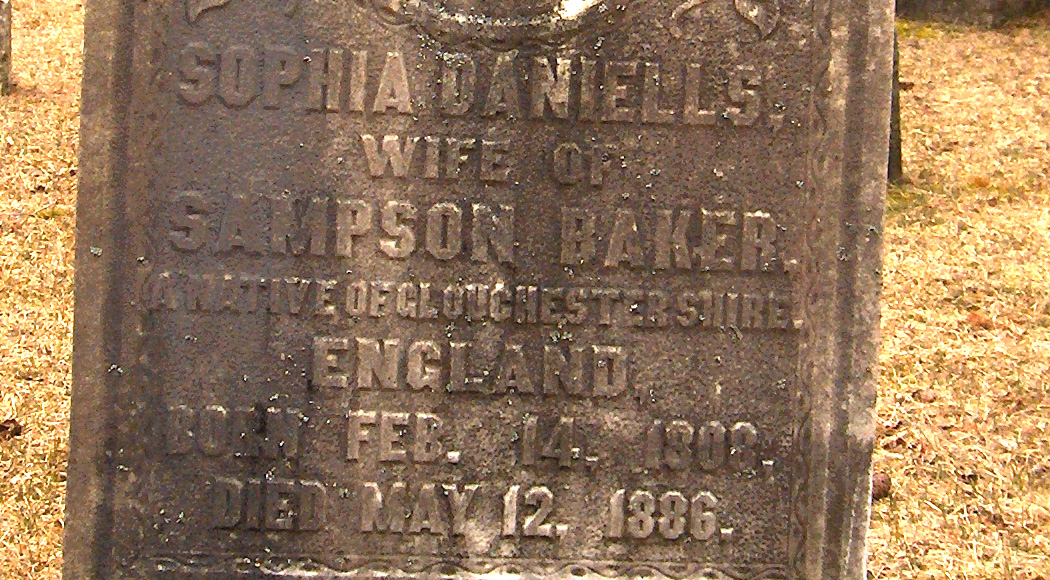 SOPHIA DANIELLS,
WIFE OF
SAMPSON BAKER.
A NATIVE OF GLOUCHESTERSHIRE.
ENGLAND,
BORN FEB. 14. 1808.
DIED MAY 12. 1886.